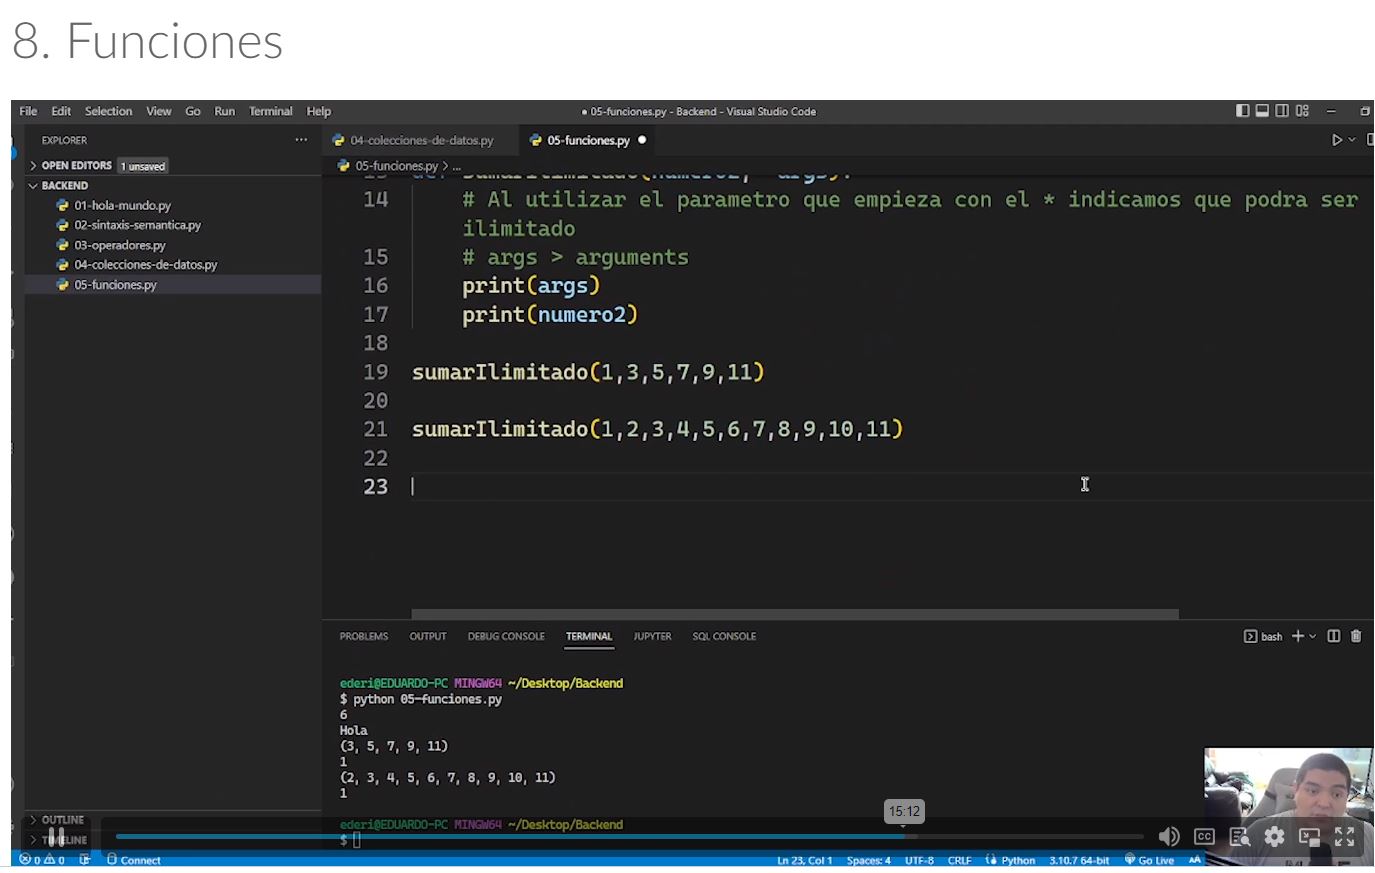 8. Funciones
File Edit Selection View Go Run Terminal Help
● 05-funciones.py - Backend - Visual Studio Code
EXPLORER ...
04-colecciones-de-datos.py
05-funciones.py ●
OPEN EDITORS 1 unsaved
05-funciones.py > ...
BACKEND
01-hola-mundo.py
02-sintaxis-semantica.py
03-operadores.py
04-colecciones-de-datos.py
05-funciones.py
14 # Al utilizar el parametro que empieza con el * indicamos que podra ser
ilimitado
15 # args > arguments
16 print(args)
17 print(numero2)
18
19 sumarIlimitado(1,3,5,7,9,11)
20
21 sumarIlimitado(1,2,3,4,5,6,7,8,9,10,11)
22
23
PROBLEMS OUTPUT DEBUG CONSOLE TERMINAL JUPYTER SQL CONSOLE
bash
ederi@EDUARDO-PC MINGW64 ~/Desktop/Backend
$ python 05-funciones.py
6
Hola
(3, 5, 7, 9, 11)
1
(2, 3, 4, 5, 6, 7, 8, 9, 10, 11)
1
15:12
ederi@EDUARDO-PC MINGW64 ~/Desktop/Backend
$
OUTLINE
TIMELINE
CC
0 0 Connect
Ln 23, Col 1 Spaces: 4 UTF-8 CRLF Python 3.10.7 64-bit Go Live